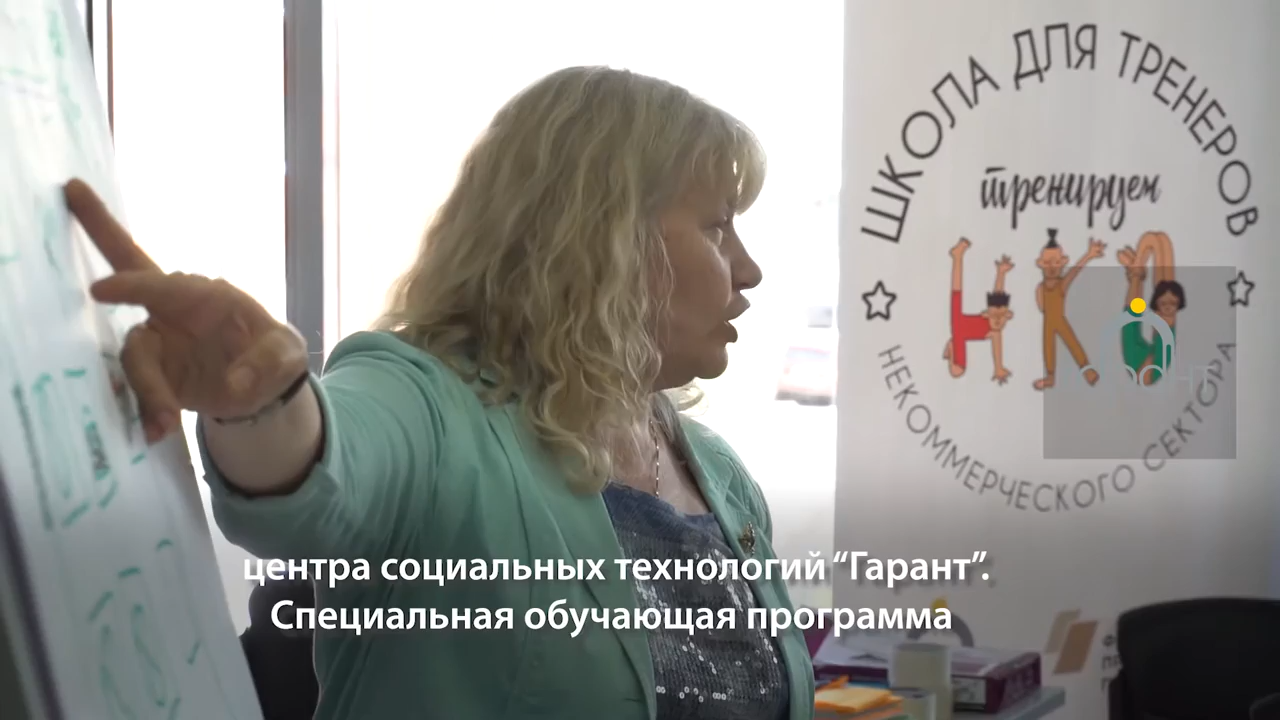 ШКОЛА ДЛЯ ТРЕНЕРОВ
тренируем
НКО
НЕКОММЕРЧЕСКОГО СЕКТОРА
центра социальных технологий “Гарант”.
Специальная обучающая программа